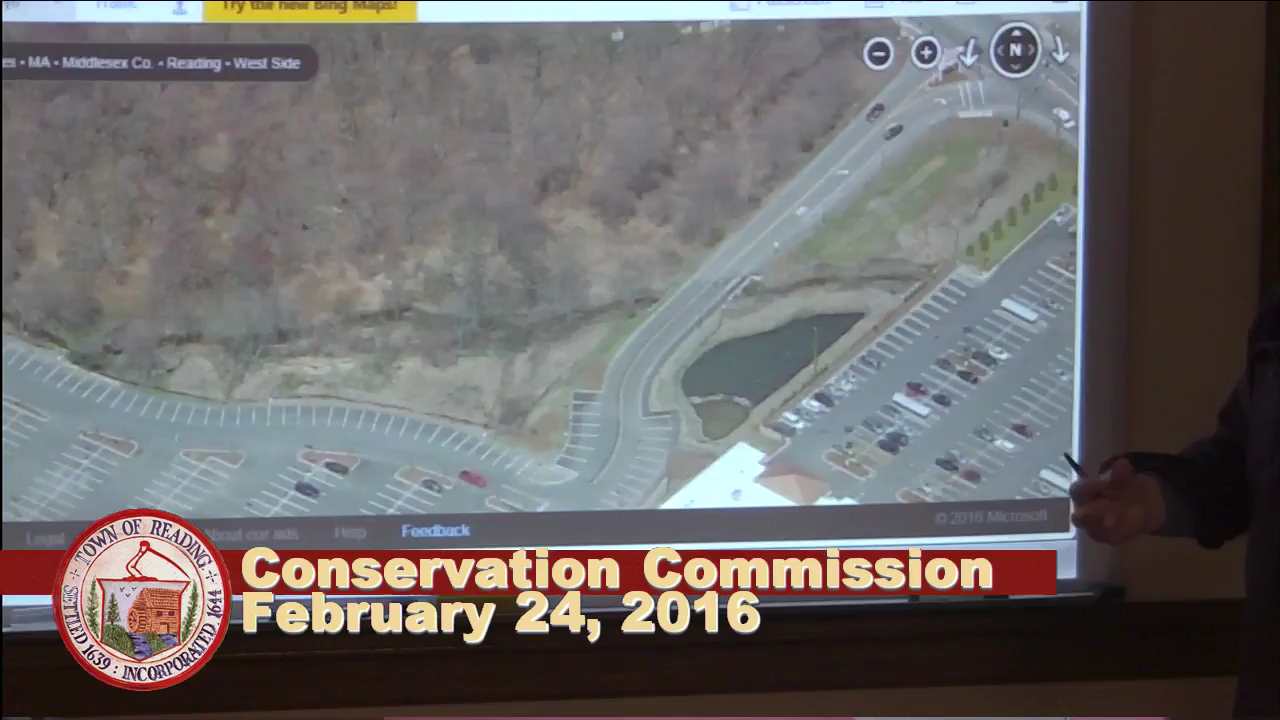 Try the new Bing Maps!
es • MA • Middlesex Co. • Reading • West Side
N
© 2016 Microsoft
Legal
About our ads
Help
Feedback
TOWN OF READING
SETTLED 1639 : INCORPORATED 1644
Conservation Commission
February 24, 2016